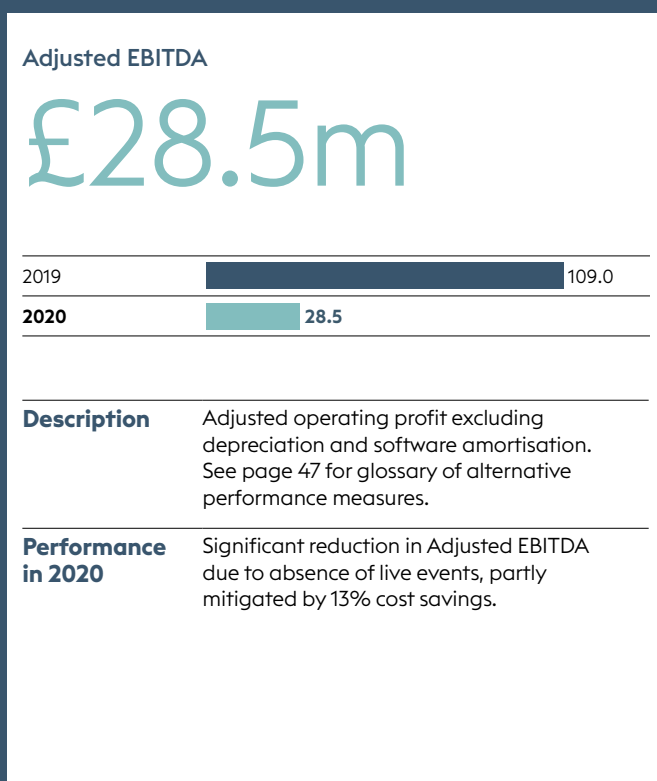 Adjusted EBITDA
£28.5m
2019 109.0
2020 28.5
Description Adjusted operating profit excluding
depreciation and software amortisation.
See page 47 for glossary of alternative
performance measures.
Performance Significant reduction in Adjusted EBITDA
in 2020 due to absence of live events, partly
mitigated by 13% cost savings.